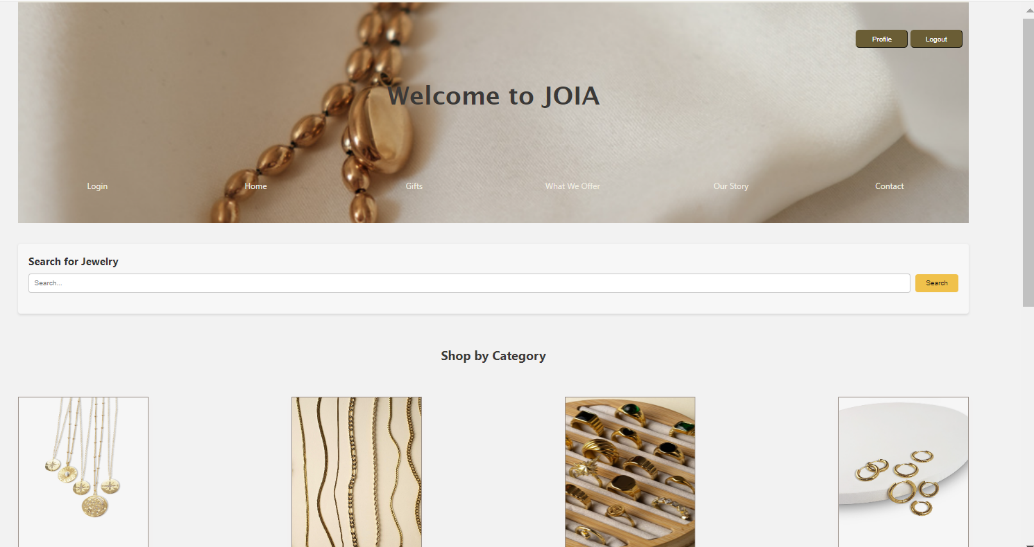 Profile Logout
Welcome to JOIA
Login Home Gifts What We Offer Our Story Contact
Search for Jewelry
Search...
Search
Shop by Category